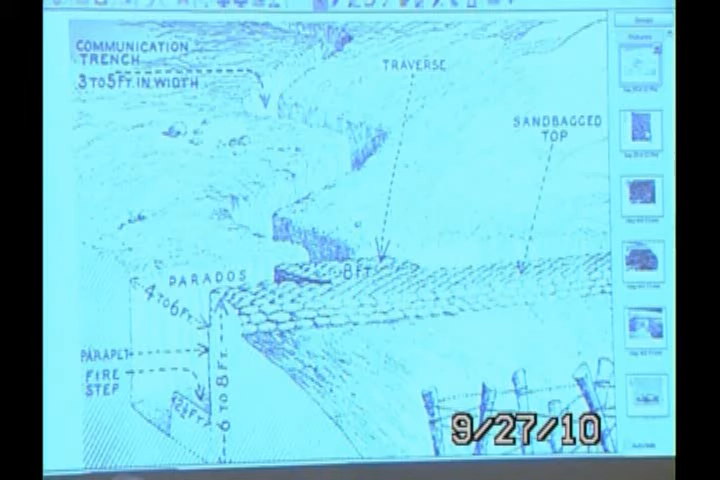 COMMUNICATION
TRENCH
3 TO 5 FT. IN WIDTH
TRAVERSE
SANDBAGGED
TOP
PARADOS
8 FT.
4 TO 6 FT.
PARAPET
FIRE
STEP
2½ FT.
6 TO 8 FT.
9/27/10